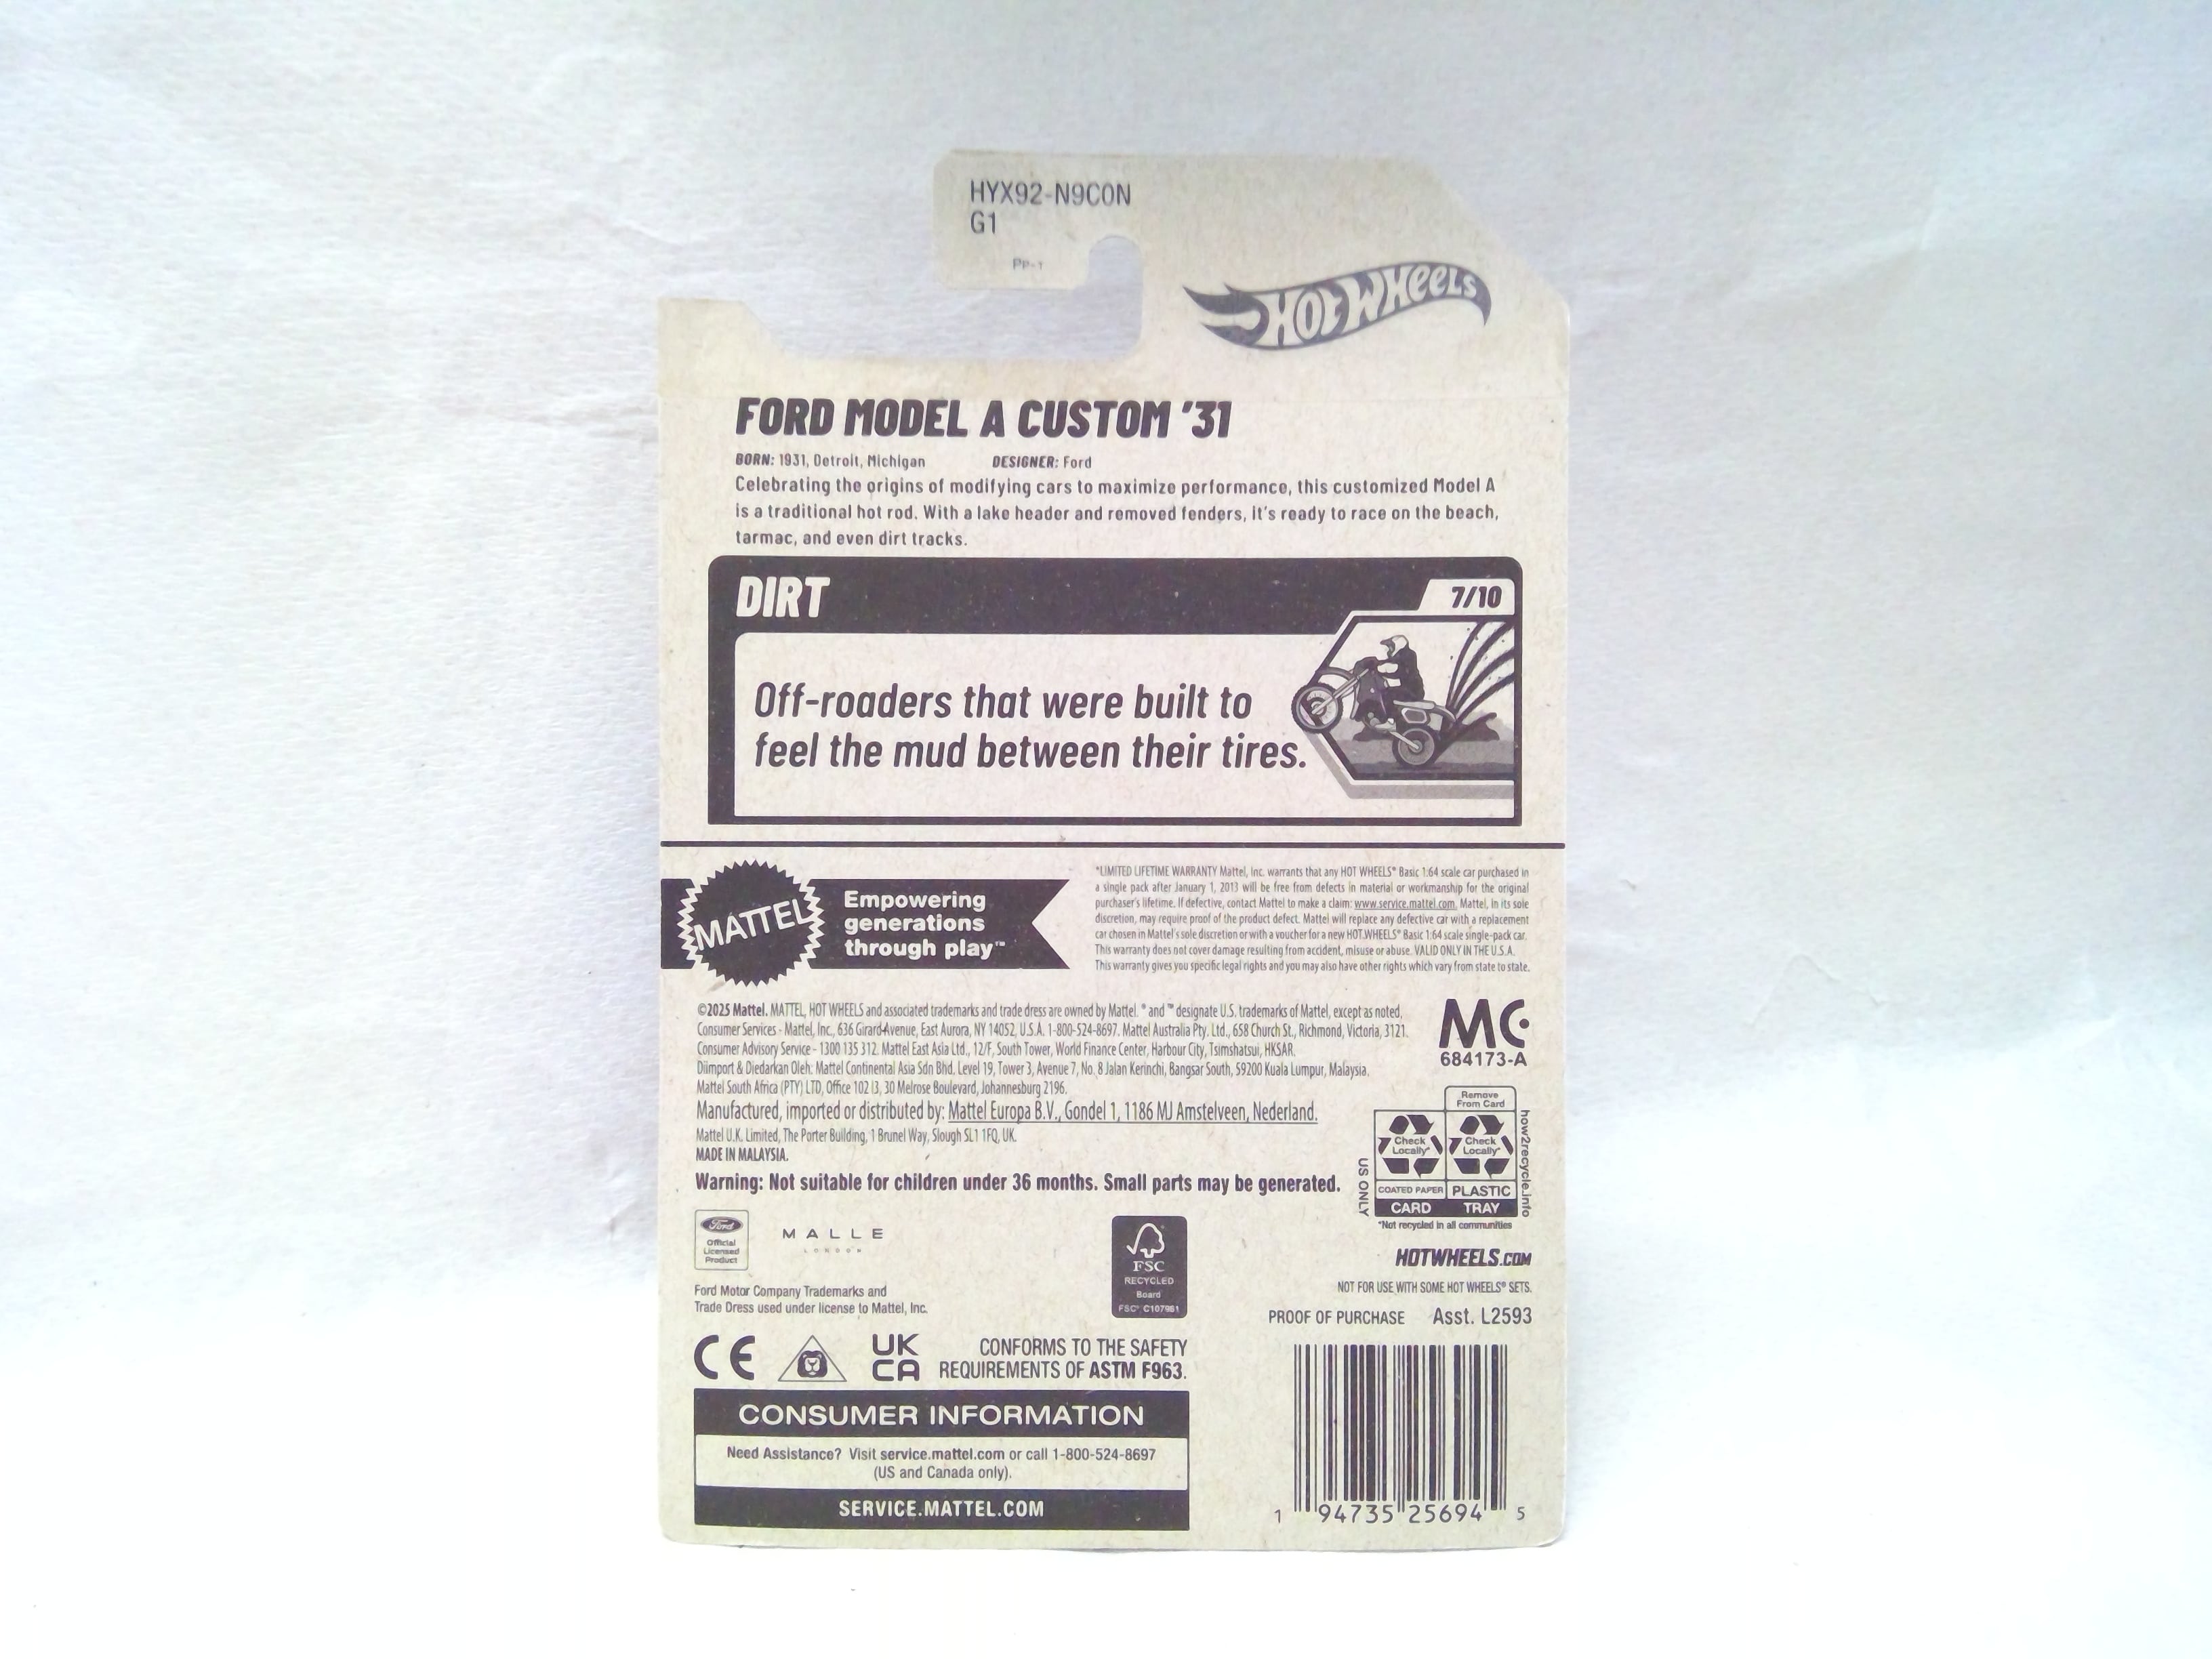 HYX92-N9C0N
G1
PP-1
HOT WHEELS
FORD MODEL A CUSTOM '31
BORN: 1931, Detroit, Michigan DESIGNER: Ford
Celebrating the origins of modifying cars to maximize performance, this customized Model A
is a traditional hot rod. With a lake header and removed fenders, it's ready to race on the beach,
tarmac, and even dirt tracks.
DIRT
7/10
Off-roaders that were built to
feel the mud between their tires.
MATTEL
Empowering
generations
through play™
*LIMITED LIFETIME WARRANTY Mattel, Inc. warrants that any HOT WHEELS® Basic 1:64 scale car purchased in
a single pack after January 1, 2013 will be free from defects in material or workmanship for the original
purchaser's lifetime. If defective, contact Mattel to make a claim: www.service.mattel.com. Mattel, in its sole
discretion, may require proof of the product defect. Mattel will replace any defective car with a replacement
car chosen in Mattel's sole discretion or with a voucher for a new HOT WHEELS® Basic 1:64 scale single-pack car.
This warranty does not cover damage resulting from accident, misuse or abuse. VALID ONLY IN THE U.S.A.
This warranty gives you specific legal rights and you may also have other rights which vary from state to state.
©2025 Mattel. MATTEL, HOT WHEELS and associated trademarks and trade dress are owned by Mattel. ® and ™ designate U.S. trademarks of Mattel, except as noted.
Consumer Services - Mattel, Inc., 636 Girard Avenue, East Aurora, NY 14052, U.S.A. 1-800-524-8697. Mattel Australia Pty. Ltd., 658 Church St., Richmond, Victoria, 3121.
Consumer Advisory Service - 1300 135 312. Mattel East Asia Ltd., 12/F, South Tower, World Finance Center, Harbour City, Tsimshatsui, HKSAR.
Diimport & Diedarkan Oleh: Mattel Continental Asia Sdn Bhd. Level 19, Tower 3, Avenue 7, No. 8 Jalan Kerinchi, Bangsar South, 59200 Kuala Lumpur, Malaysia.
Mattel South Africa (PTY) LTD, Office 102 I3, 30 Melrose Boulevard, Johannesburg 2196.
Manufactured, imported or distributed by: Mattel Europa B.V., Gondel 1, 1186 MJ Amstelveen, Nederland.
Mattel U.K. Limited, The Porter Building, 1 Brunel Way, Slough SL1 1FQ, UK.
MADE IN MALAYSIA.
Warning: Not suitable for children under 36 months. Small parts may be generated.
MC
684173-A
Remove
From Card
Check
Locally*
Check
Locally*
COATED PAPER PLASTIC
CARD TRAY
US ONLY
how2recycle.info
*Not recycled in all communities
Ford
Official
Licensed
Product
MALLE
LONDON
FSC
RECYCLED
Board
FSC® C107981
HOTWHEELS.COM
NOT FOR USE WITH SOME HOT WHEELS® SETS.
Ford Motor Company Trademarks and
Trade Dress used under license to Mattel, Inc.
PROOF OF PURCHASE Asst. L2593
CE
UK
CA
CONFORMS TO THE SAFETY
REQUIREMENTS OF ASTM F963.
CONSUMER INFORMATION
Need Assistance? Visit service.mattel.com or call 1-800-524-8697
(US and Canada only).
SERVICE.MATTEL.COM
1 94735 25694 5